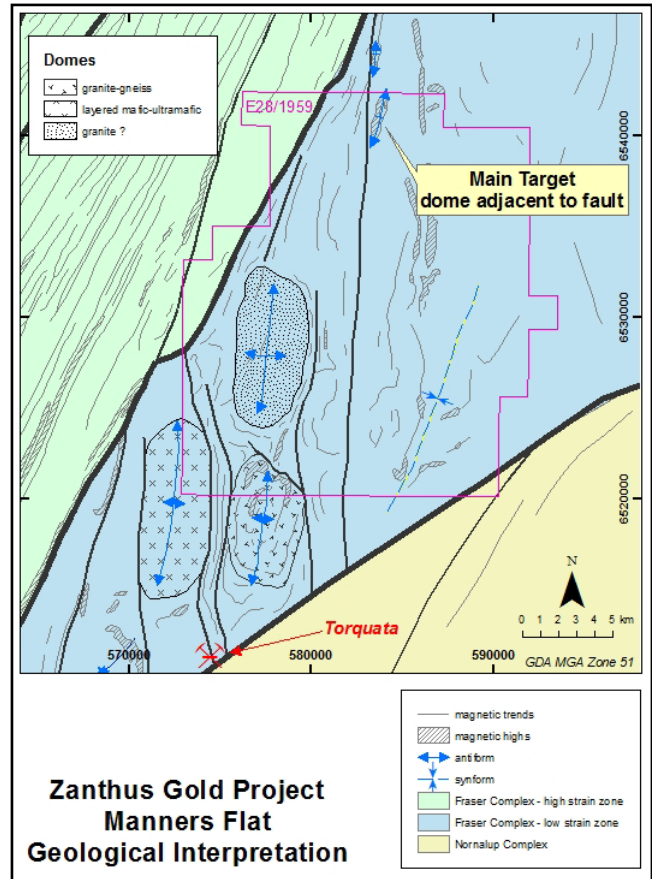 Domes
granite-gneiss
layered mafic-ultramafic
granite ?
E28/1959
6540000
Main Target
dome adjacent to fault
6530000
6520000
N
0 1 2 3 4 5 km
Torquata
570000
580000
590000
GDA MGA Zone 51
magnetic trends
magnetic highs
antiform
synform
Fraser Complex - high strain zone
Fraser Complex - low strain zone
Nornalup Complex
Zanthus Gold Project
Manners Flat
Geological Interpretation